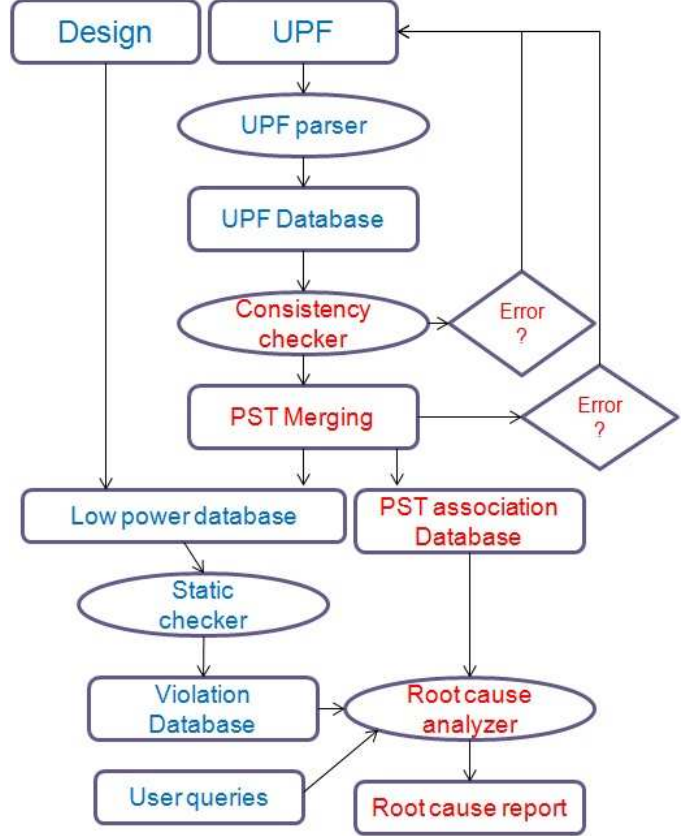 Design
UPF
UPF parser
UPF Database
Consistency
checker
Error
?
PST Merging
Error
?
Low power database
PST association
Database
Static
checker
Violation
Database
Root cause
analyzer
User queries
Root cause report